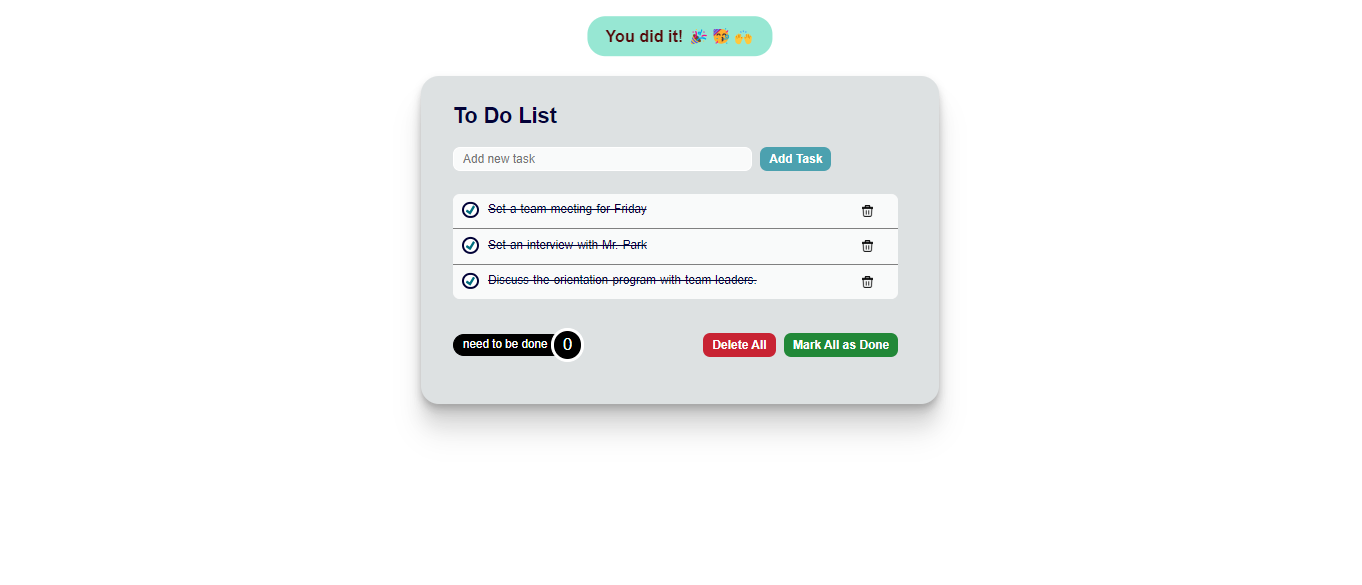 You did it! 🎉 🥳 🙌
To Do List
Add new task
Add Task
Set a team meeting for Friday
Set an interview with Mr. Park
Discuss the orientation program with team leaders.
need to be done 0
Delete All
Mark All as Done